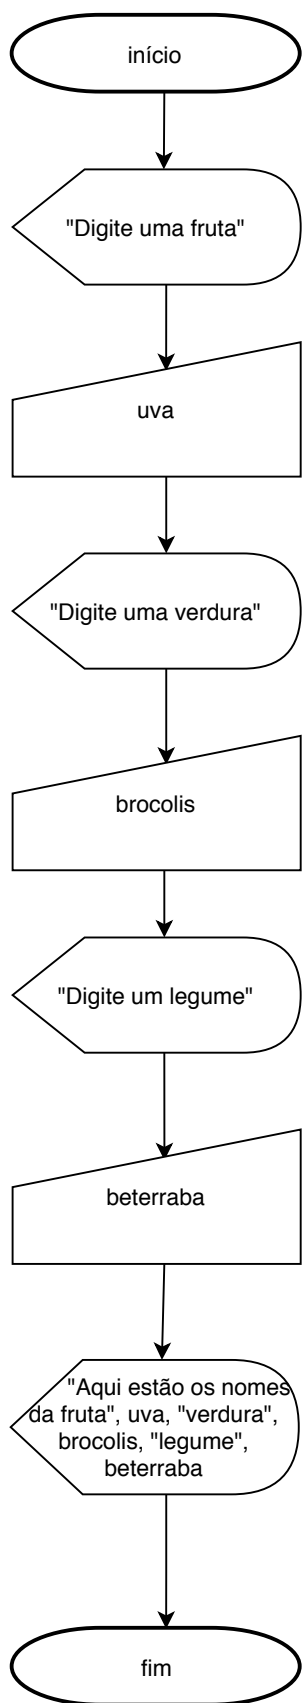 início
"Digite uma fruta"
uva
"Digite uma verdura"
brocolis
"Digite um legume"
beterraba
"Aqui estão os nomes
da fruta", uva, "verdura",
brocolis, "legume",
beterraba
fim